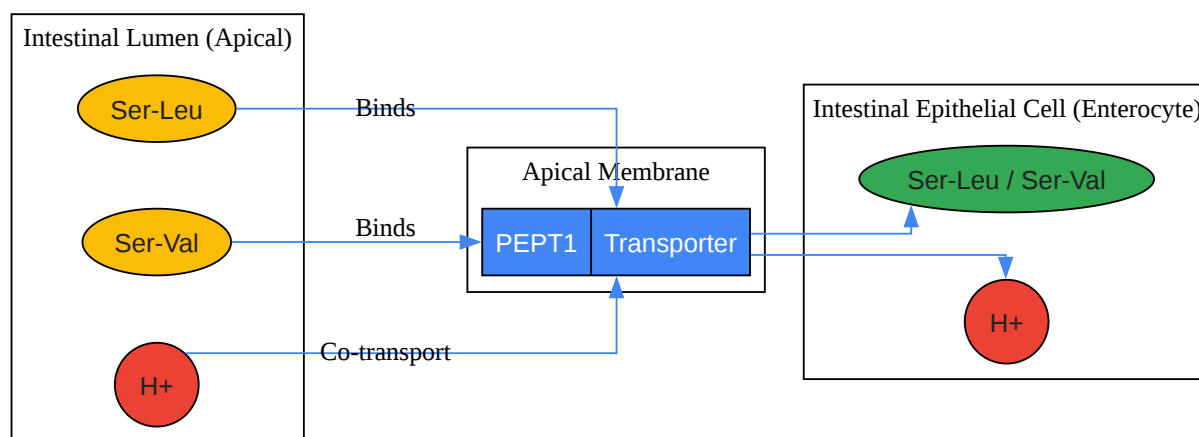 Intestinal Lumen (Apical)
Ser-Leu
Binds
Ser-Val
Binds
H+
Co-transport
Apical Membrane
PEPT1 Transporter
Intestinal Epithelial Cell (Enterocyte)
Ser-Leu / Ser-Val
H+